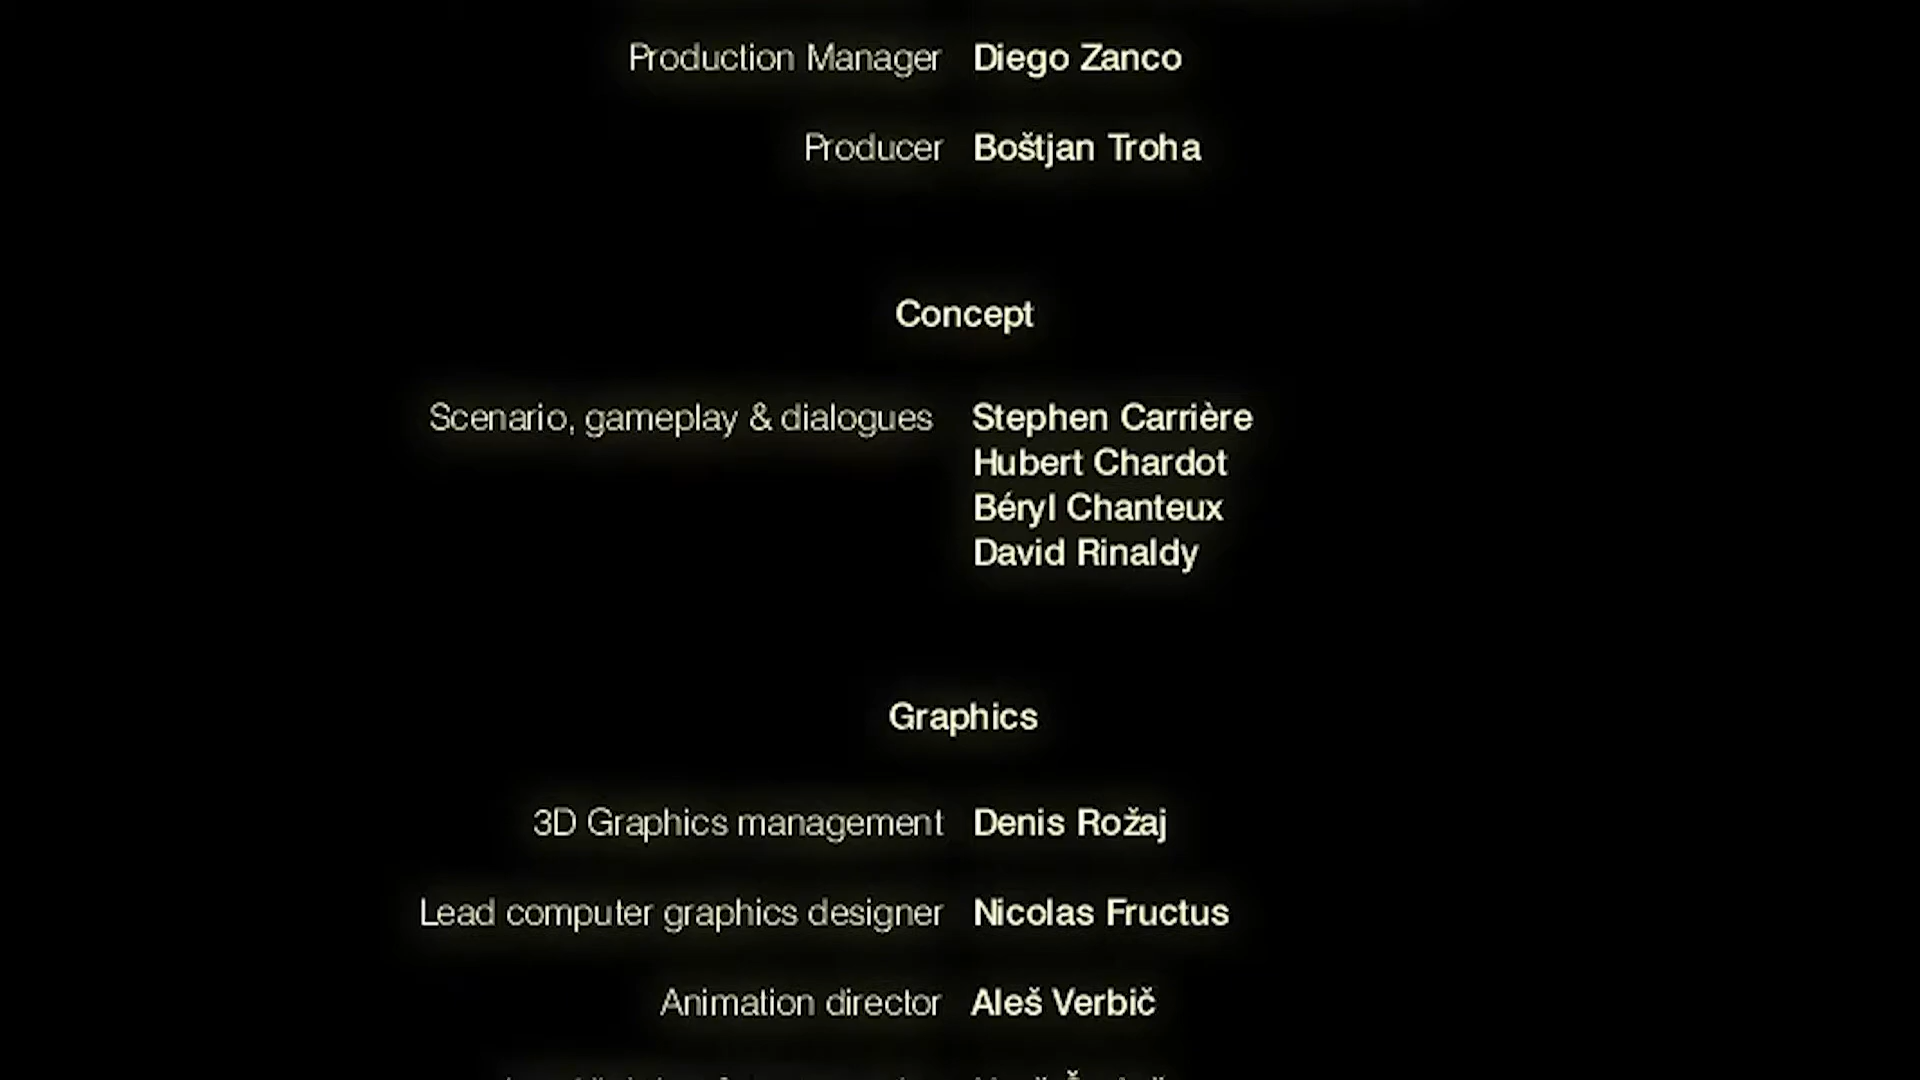 Production Manager Diego Zanco
Producer Boštjan Troha
Concept
Scenario, gameplay & dialogues Stephen Carrière
Hubert Chardot
Béryl Chanteux
David Rinaldy
Graphics
3D Graphics management Denis Rožaj
Lead computer graphics designer Nicolas Fructus
Animation director Aleš Verbič